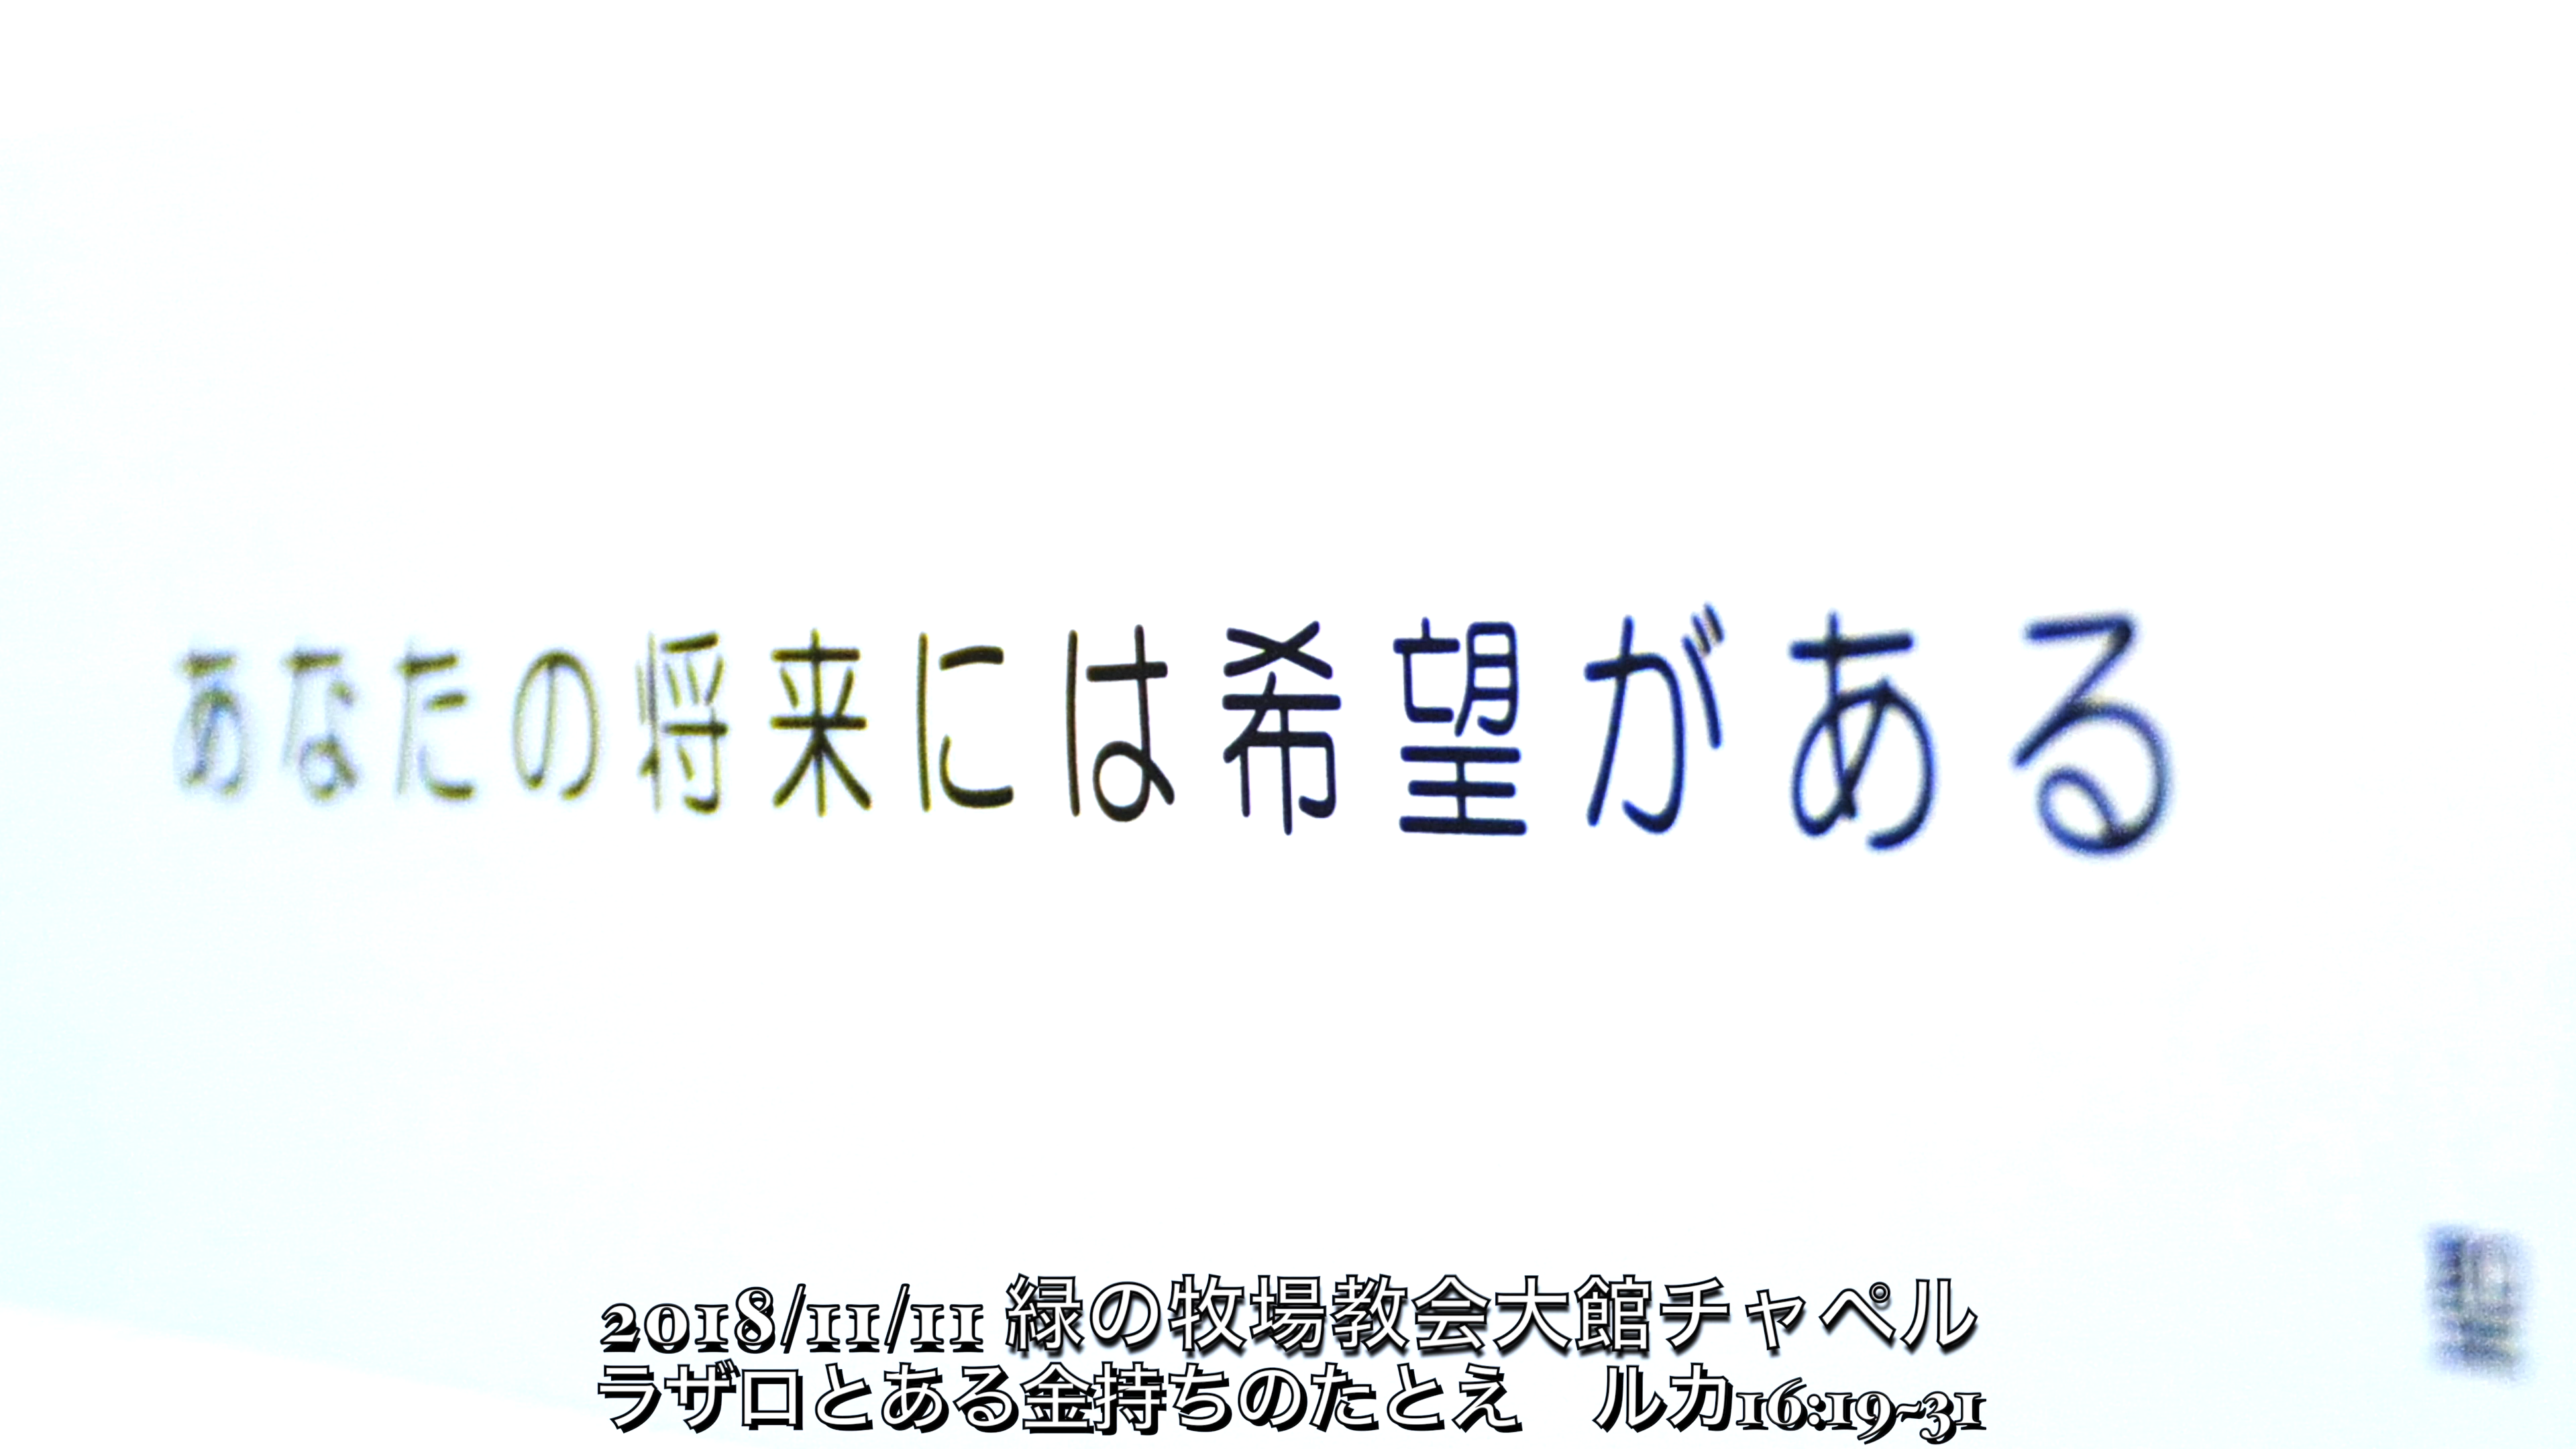 あなたの将来には希望がある
2018/11/11 緑の牧場教会大館チャペル
ラザロとある金持ちのたとえ　ルカ16:19~31